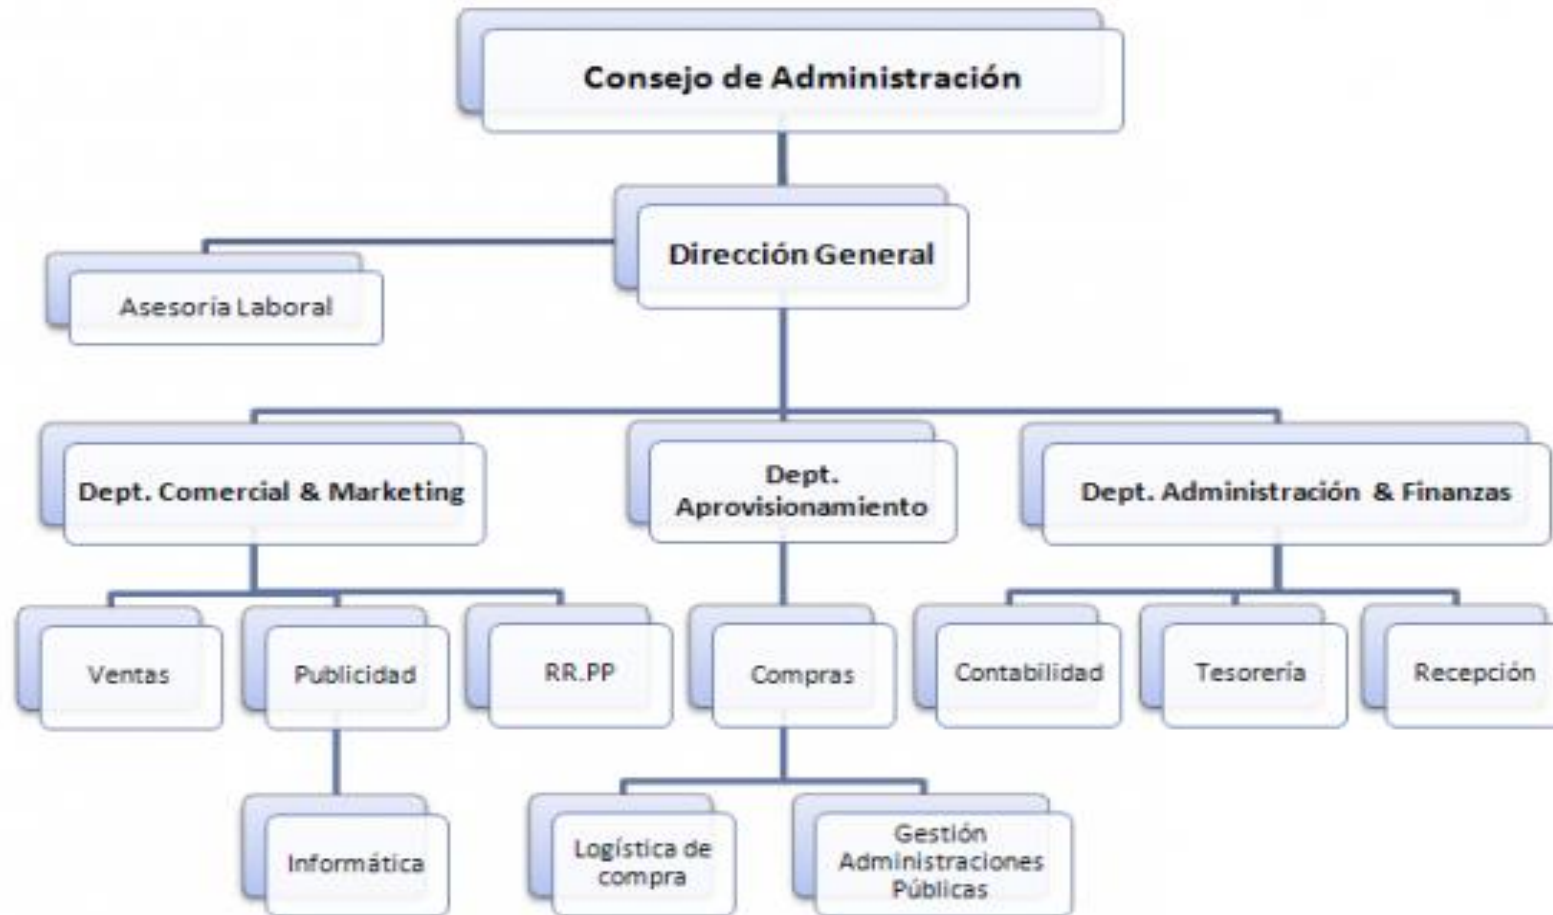 Consejo de Administración
Dirección General
Asesoría Laboral
Dept. Comercial & Marketing
Dept.
Aprovisionamiento
Dept. Administración & Finanzas
Ventas
Publicidad
RR.PP
Compras
Contabilidad
Tesorería
Recepción
Informática
Logística de
compra
Gestión
Administraciones
Públicas